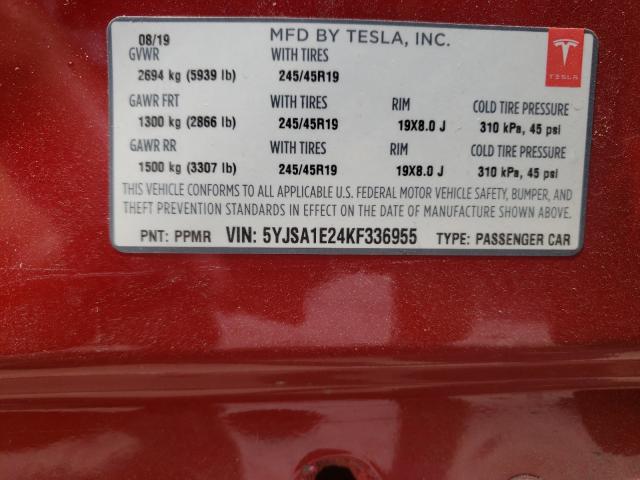 08/19 MFD BY TESLA, INC.
GVWR WITH TIRES
2694 kg (5939 lb) 245/45R19
TESLA
GAWR FRT WITH TIRES RIM COLD TIRE PRESSURE
1300 kg (2866 lb) 245/45R19 19X8.0 J 310 kPa, 45 psi
GAWR RR WITH TIRES RIM COLD TIRE PRESSURE
1500 kg (3307 lb) 245/45R19 19X8.0 J 310 kPa, 45 psi
THIS VEHICLE CONFORMS TO ALL APPLICABLE U.S. FEDERAL MOTOR VEHICLE SAFETY, BUMPER, AND
THEFT PREVENTION STANDARDS IN EFFECT ON THE DATE OF MANUFACTURE SHOWN ABOVE.
PNT: PPMR VIN: 5YJSA1E24KF336955 TYPE: PASSENGER CAR